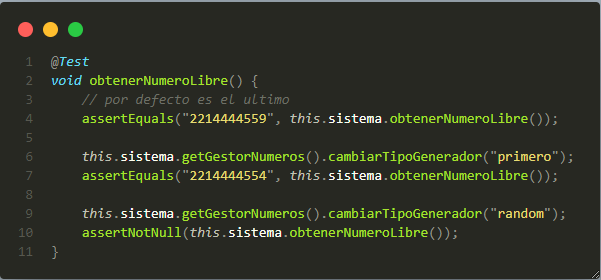 1 @Test
2 void obtenerNumeroLibre() {
3     // por defecto es el ultimo
4     assertEquals("2214444559", this.sistema.obtenerNumeroLibre());
5
6     this.sistema.getGestorNumeros().cambiarTipoGenerador("primero");
7     assertEquals("2214444554", this.sistema.obtenerNumeroLibre());
8
9     this.sistema.getGestorNumeros().cambiarTipoGenerador("random");
10     assertNotNull(this.sistema.obtenerNumeroLibre());
11 }